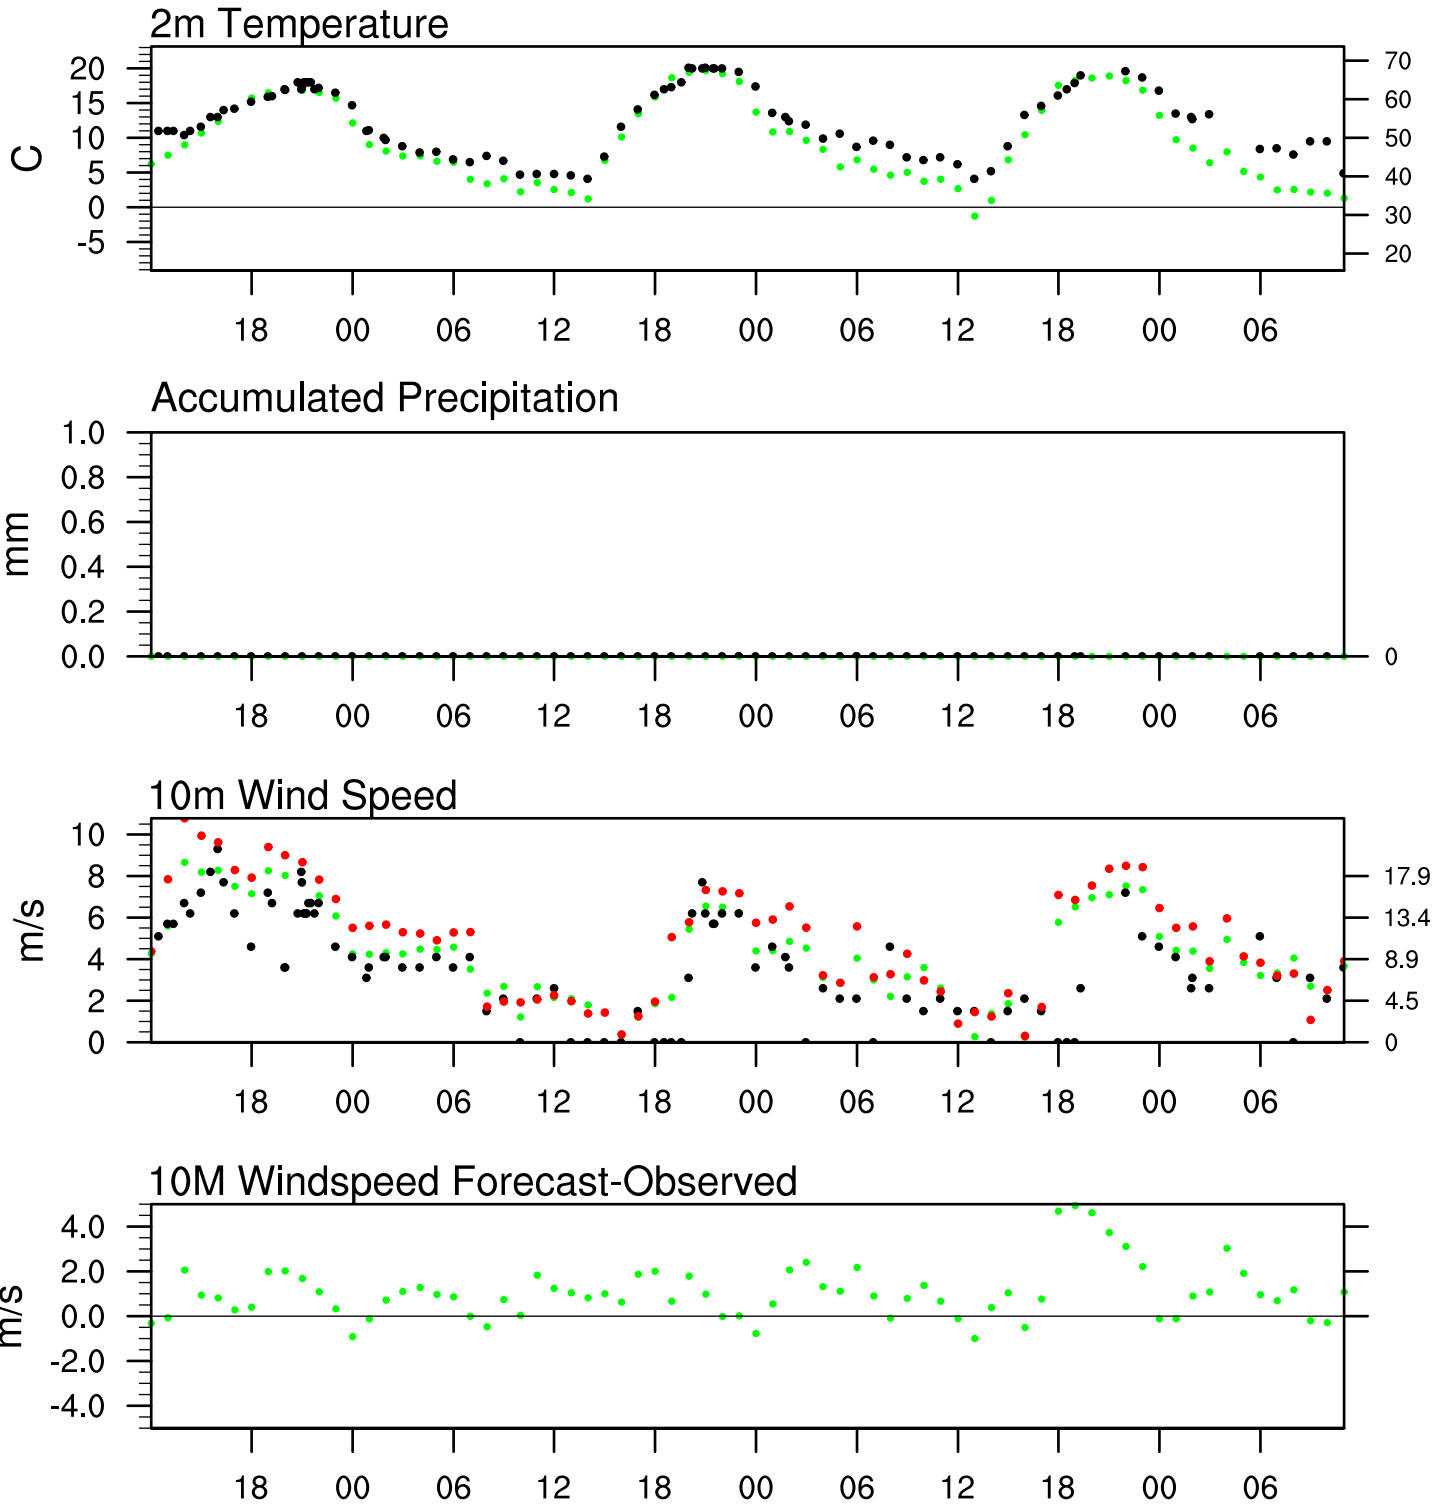 2m Temperature
20 70
15 60
10 50
5 40
0 30
-5 20
C
18 00 06 12 18 00 06 12 18 00 06
Accumulated Precipitation
1.0
0.8
0.6
0.4
0.2
0.0 0
mm
18 00 06 12 18 00 06 12 18 00 06
10m Wind Speed
10
8 17.9
6 13.4
4 8.9
2 4.5
0 0
m/s
18 00 06 12 18 00 06 12 18 00 06
10M Windspeed Forecast-Observed
4.0
2.0
0.0
-2.0
-4.0
m/s
18 00 06 12 18 00 06 12 18 00 06